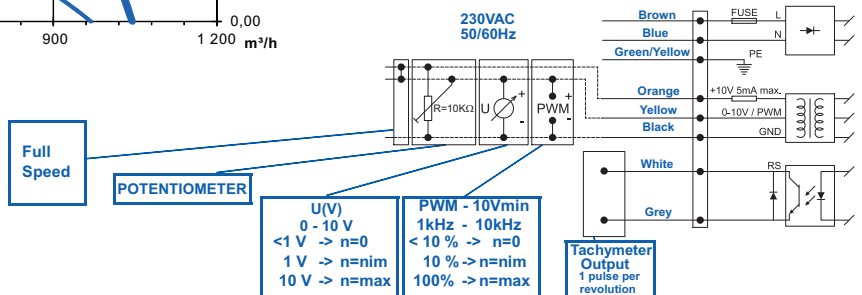 0,00
900
1 200
m³/h
230VAC
50/60Hz
Brown
FUSE
L
Blue
N
Green/Yellow
PE
Orange
+10V 5mA max.
Yellow
0-10V / PWM
Black
GND
White
RS
Grey
R=10KΩ
U
+
-
PWM
+
-
Full
Speed
POTENTIOMETER
U(V)
0 - 10 V
<1 V -> n=0
1 V -> n=nim
10 V -> n=max
PWM - 10Vmin
1kHz - 10kHz
< 10 % -> n=0
10 % -> n=nim
100% -> n=max
Tachymeter
Output
1 pulse per
revolution